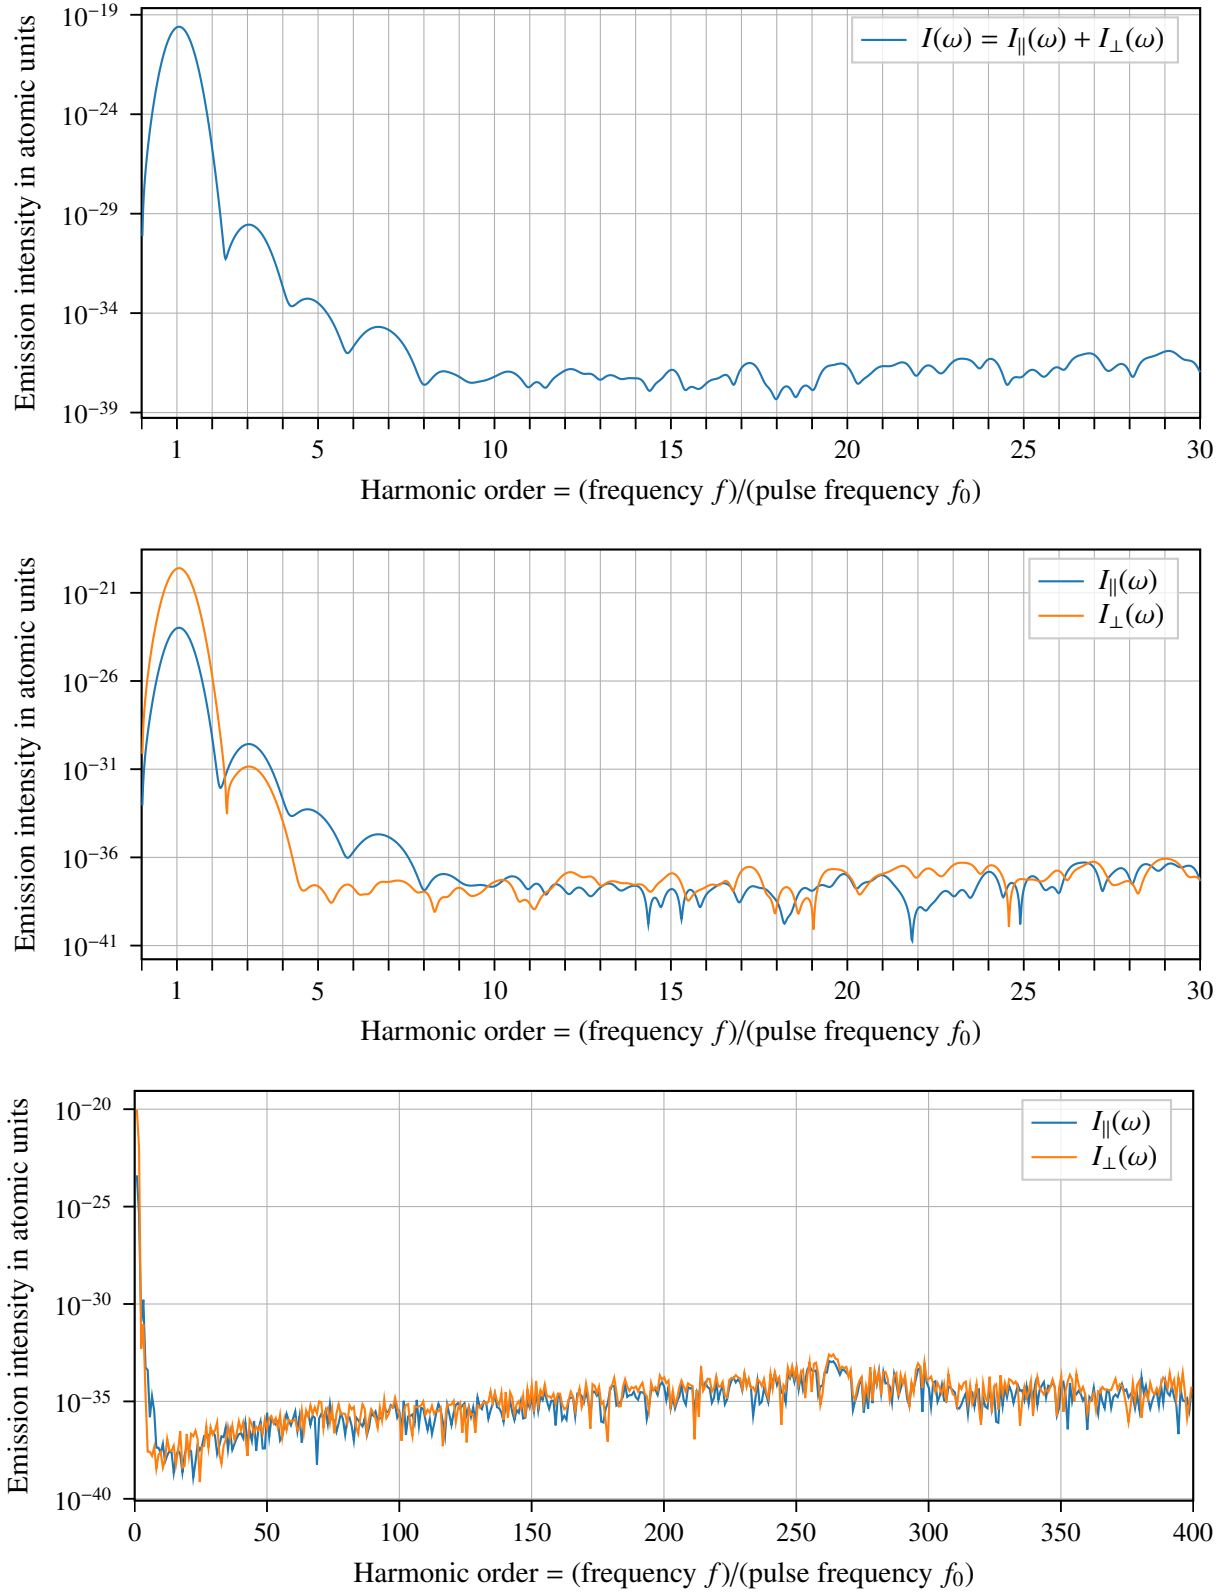 Emission intensity in atomic units
10⁻¹⁹
10⁻²⁴
10⁻²⁹
10⁻³⁴
10⁻³⁹
I(ω) = I∥(ω) + I⊥(ω)
1 5 10 15 20 25 30
Harmonic order = (frequency f)/(pulse frequency f₀)
Emission intensity in atomic units
10⁻²¹
10⁻²⁶
10⁻³¹
10⁻³⁶
10⁻⁴¹
I∥(ω)
I⊥(ω)
1 5 10 15 20 25 30
Harmonic order = (frequency f)/(pulse frequency f₀)
Emission intensity in atomic units
10⁻²⁰
10⁻²⁵
10⁻³⁰
10⁻³⁵
10⁻⁴⁰
I∥(ω)
I⊥(ω)
0 50 100 150 200 250 300 350 400
Harmonic order = (frequency f)/(pulse frequency f₀)